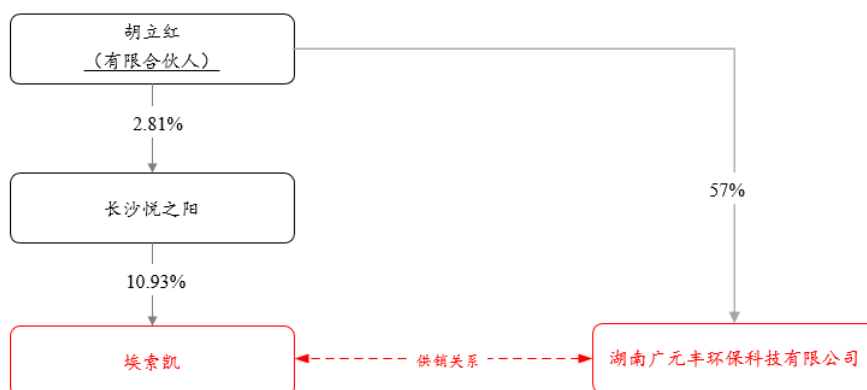 胡立红
（有限合伙人）
2.81%
长沙悦之阳
57%
10.93%
埃索凯
供销关系
湖南广元丰环保科技有限公司